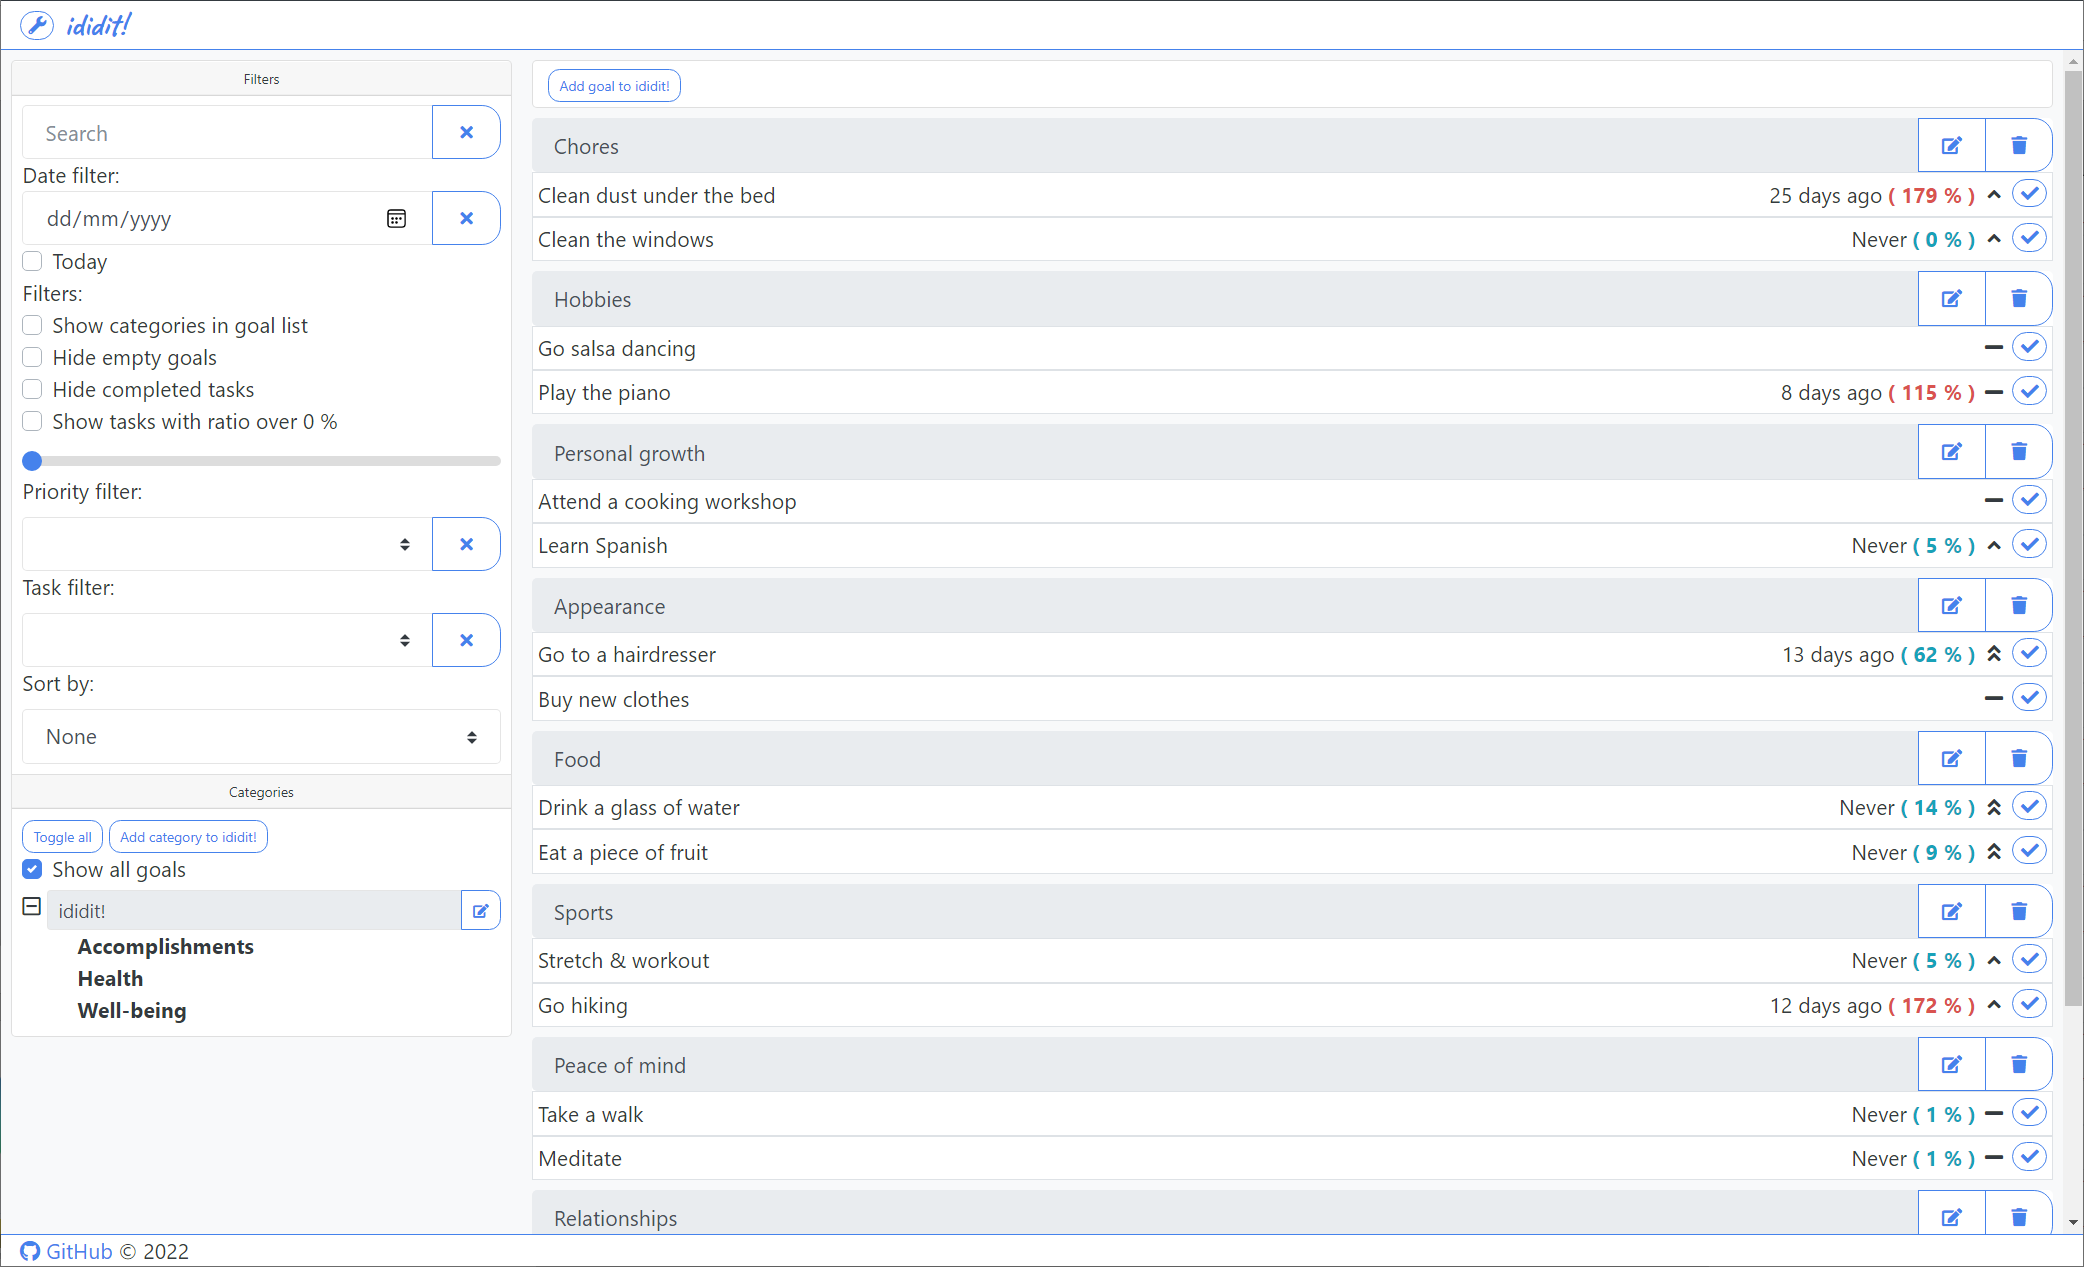 ididit!
Filters
Search
Date filter:
dd/mm/yyyy
Today
Filters:
Show categories in goal list
Hide empty goals
Hide completed tasks
Show tasks with ratio over 0 %
Priority filter:
Task filter:
Sort by:
None
Categories
Toggle all
Add category to ididit!
Show all goals
ididit!
Accomplishments
Health
Well-being
Add goal to ididit!
Chores
Clean dust under the bed 25 days ago ( 179 % )
Clean the windows Never ( 0 % )
Hobbies
Go salsa dancing
Play the piano 8 days ago ( 115 % )
Personal growth
Attend a cooking workshop
Learn Spanish Never ( 5 % )
Appearance
Go to a hairdresser 13 days ago ( 62 % )
Buy new clothes
Food
Drink a glass of water Never ( 14 % )
Eat a piece of fruit Never ( 9 % )
Sports
Stretch & workout Never ( 5 % )
Go hiking 12 days ago ( 172 % )
Peace of mind
Take a walk Never ( 1 % )
Meditate Never ( 1 % )
Relationships
GitHub © 2022